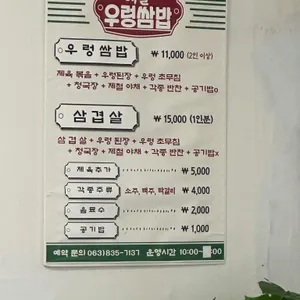 우렁쌈밥
우렁쌈밥 ₩ 11,000 (2인 이상)
제육 볶음 + 우렁된장 + 우렁 초무침
+ 청국장 + 제철 야채 + 각종 반찬 + 공기밥o
삼겹살 ₩ 15,000 (1인분)
삼겹살 + 우렁된장 + 우렁 초무침
+ 청국장 + 제철 야채 + 각종 반찬 + 공기밥x
제육추가 ₩ 5,000
각종주류 소주, 맥주, 막걸리 ₩ 4,000
음료수 ₩ 2,000
공기밥 ₩ 1,000
예약 문의 063)835-7137 운영시간 10:00-